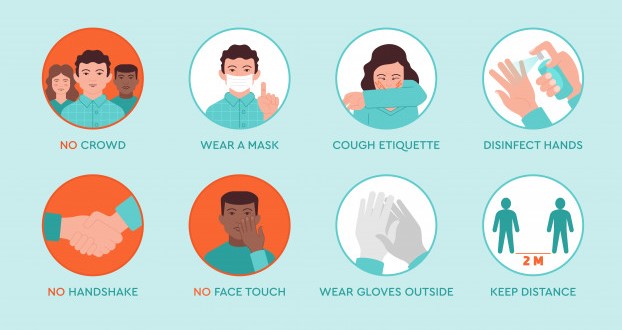 NO CROWD
WEAR A MASK
COUGH ETIQUETTE
DISINFECT HANDS
NO HANDSHAKE
NO FACE TOUCH
WEAR GLOVES OUTSIDE
2 M
KEEP DISTANCE